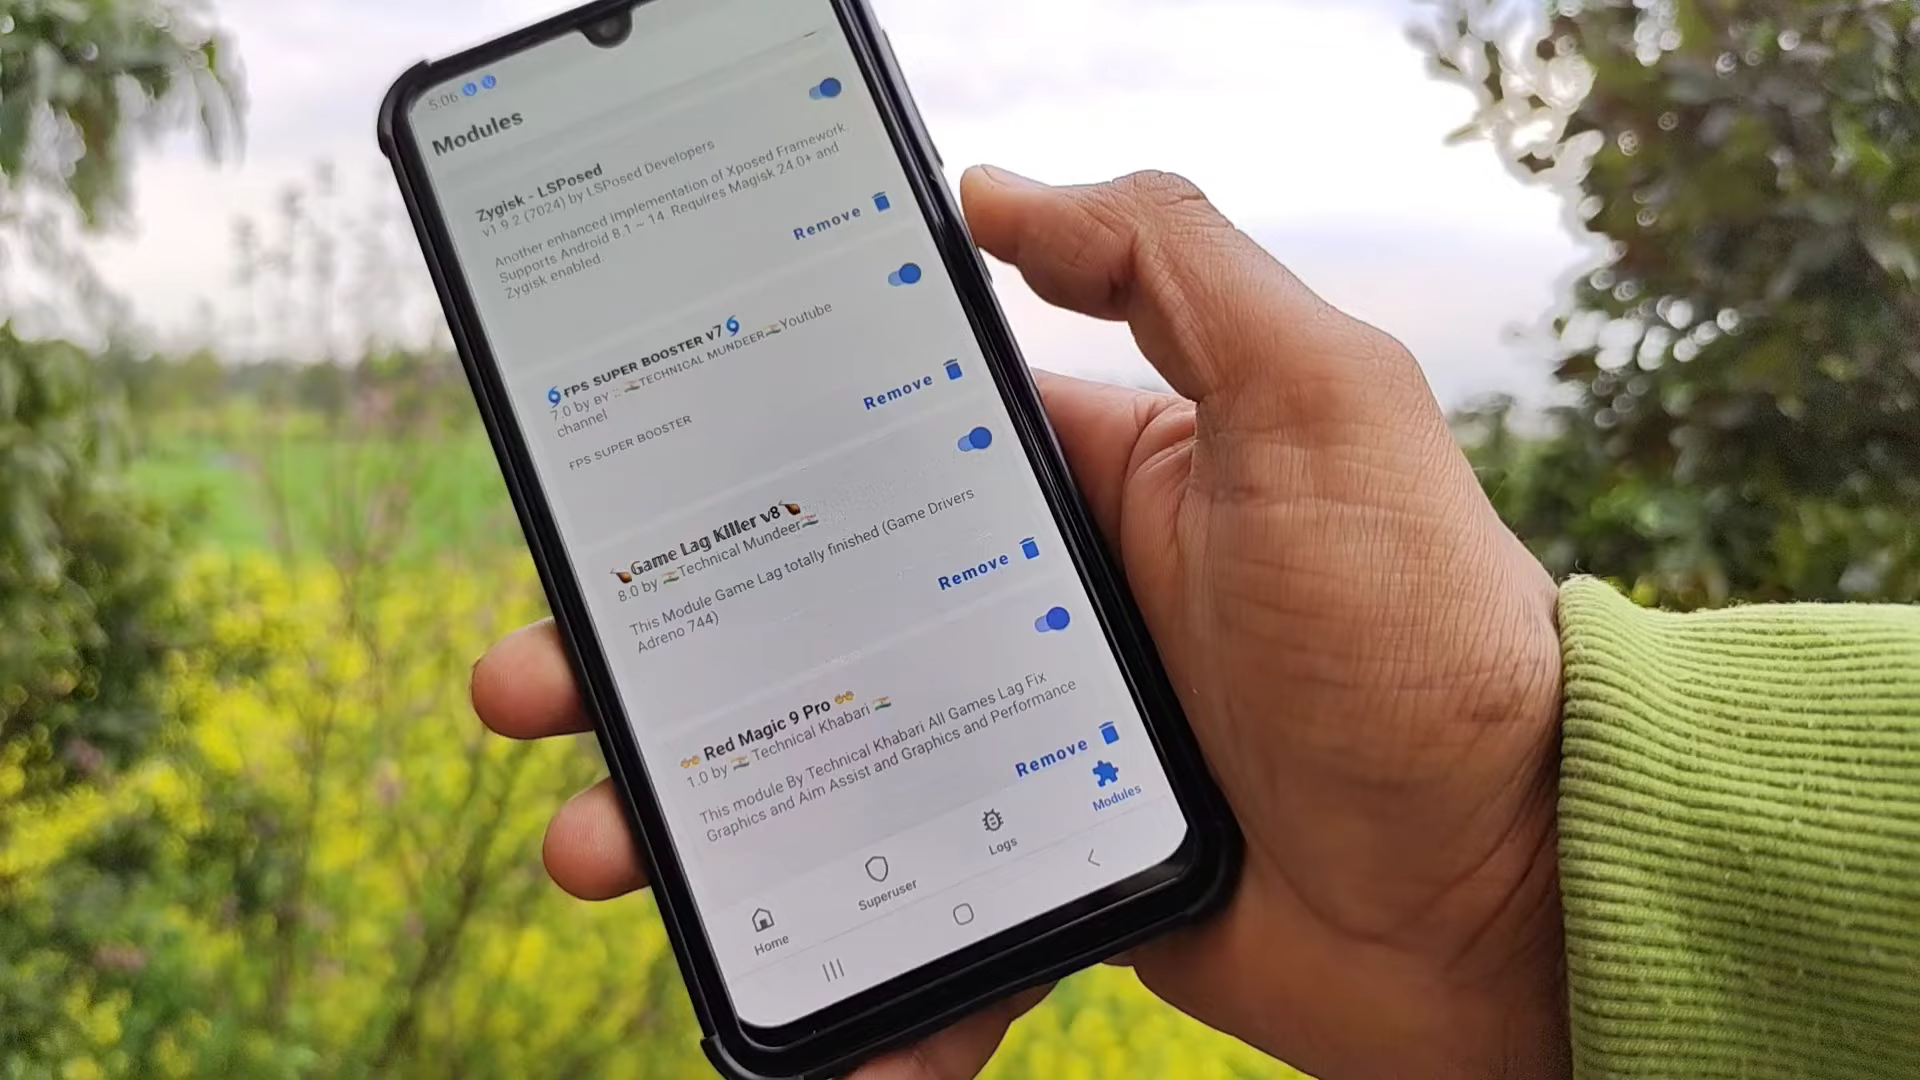 5:06
Modules
Zygisk - LSPosed
v1.9.2 (7024) by LSPosed Developers
Another enhanced implementation of Xposed Framework.
Supports Android 8.1 ~ 14. Requires Magisk 24.0+ and
Zygisk enabled.
Remove
🌀FPS SUPER BOOSTER v7🌀
7.0 by BY :: 🇮🇳TECHNICAL MUNDEER🇮🇳Youtube
channel
FPS SUPER BOOSTER
Remove
Game Lag Killer v8
8.0 by 🇮🇳Technical Mundeer🇮🇳
This Module Game Lag totally finished (Game Drivers
Adreno 744)
Remove
Red Magic 9 Pro
1.0 by 🇮🇳 Technical Khabari 🇮🇳
This module By Technical Khabari All Games Lag Fix
Graphics and Aim Assist and Graphics and Performance
Remove
Home
Superuser
Logs
Modules